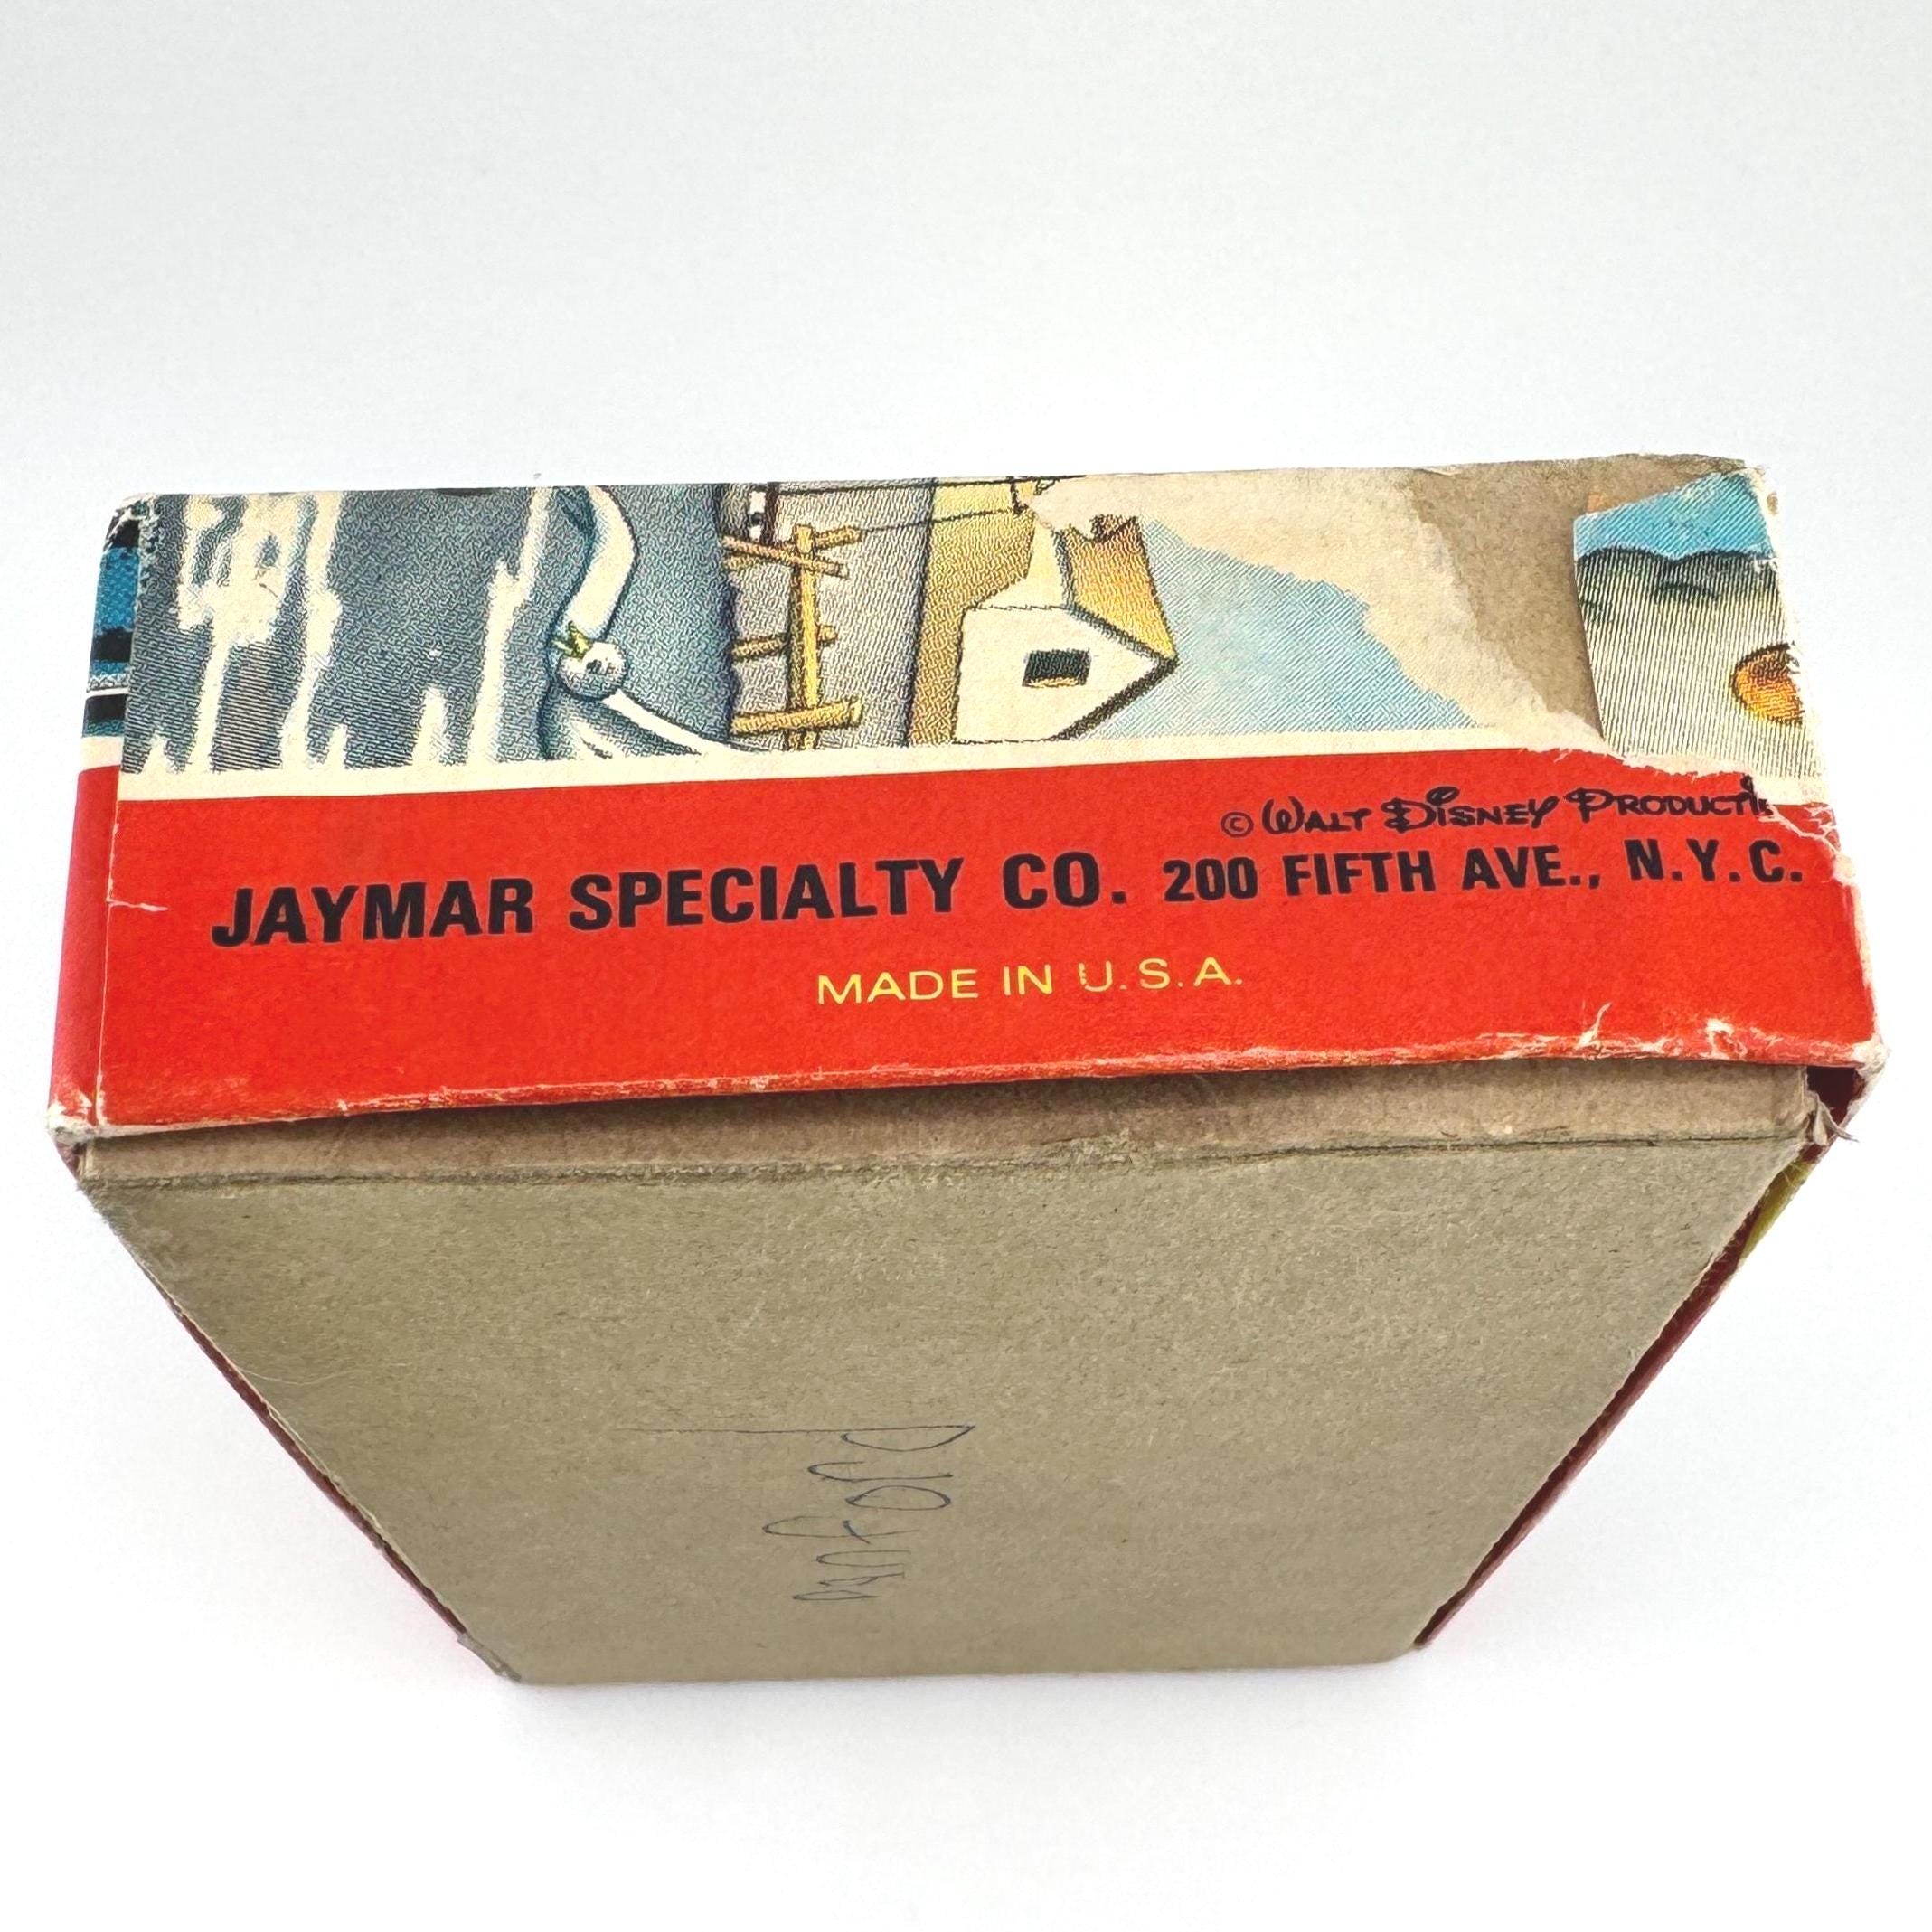 © WALT DISNEY PRODUCTI
JAYMAR SPECIALTY CO. 200 FIFTH AVE., N.Y.C.
MADE IN U.S.A.